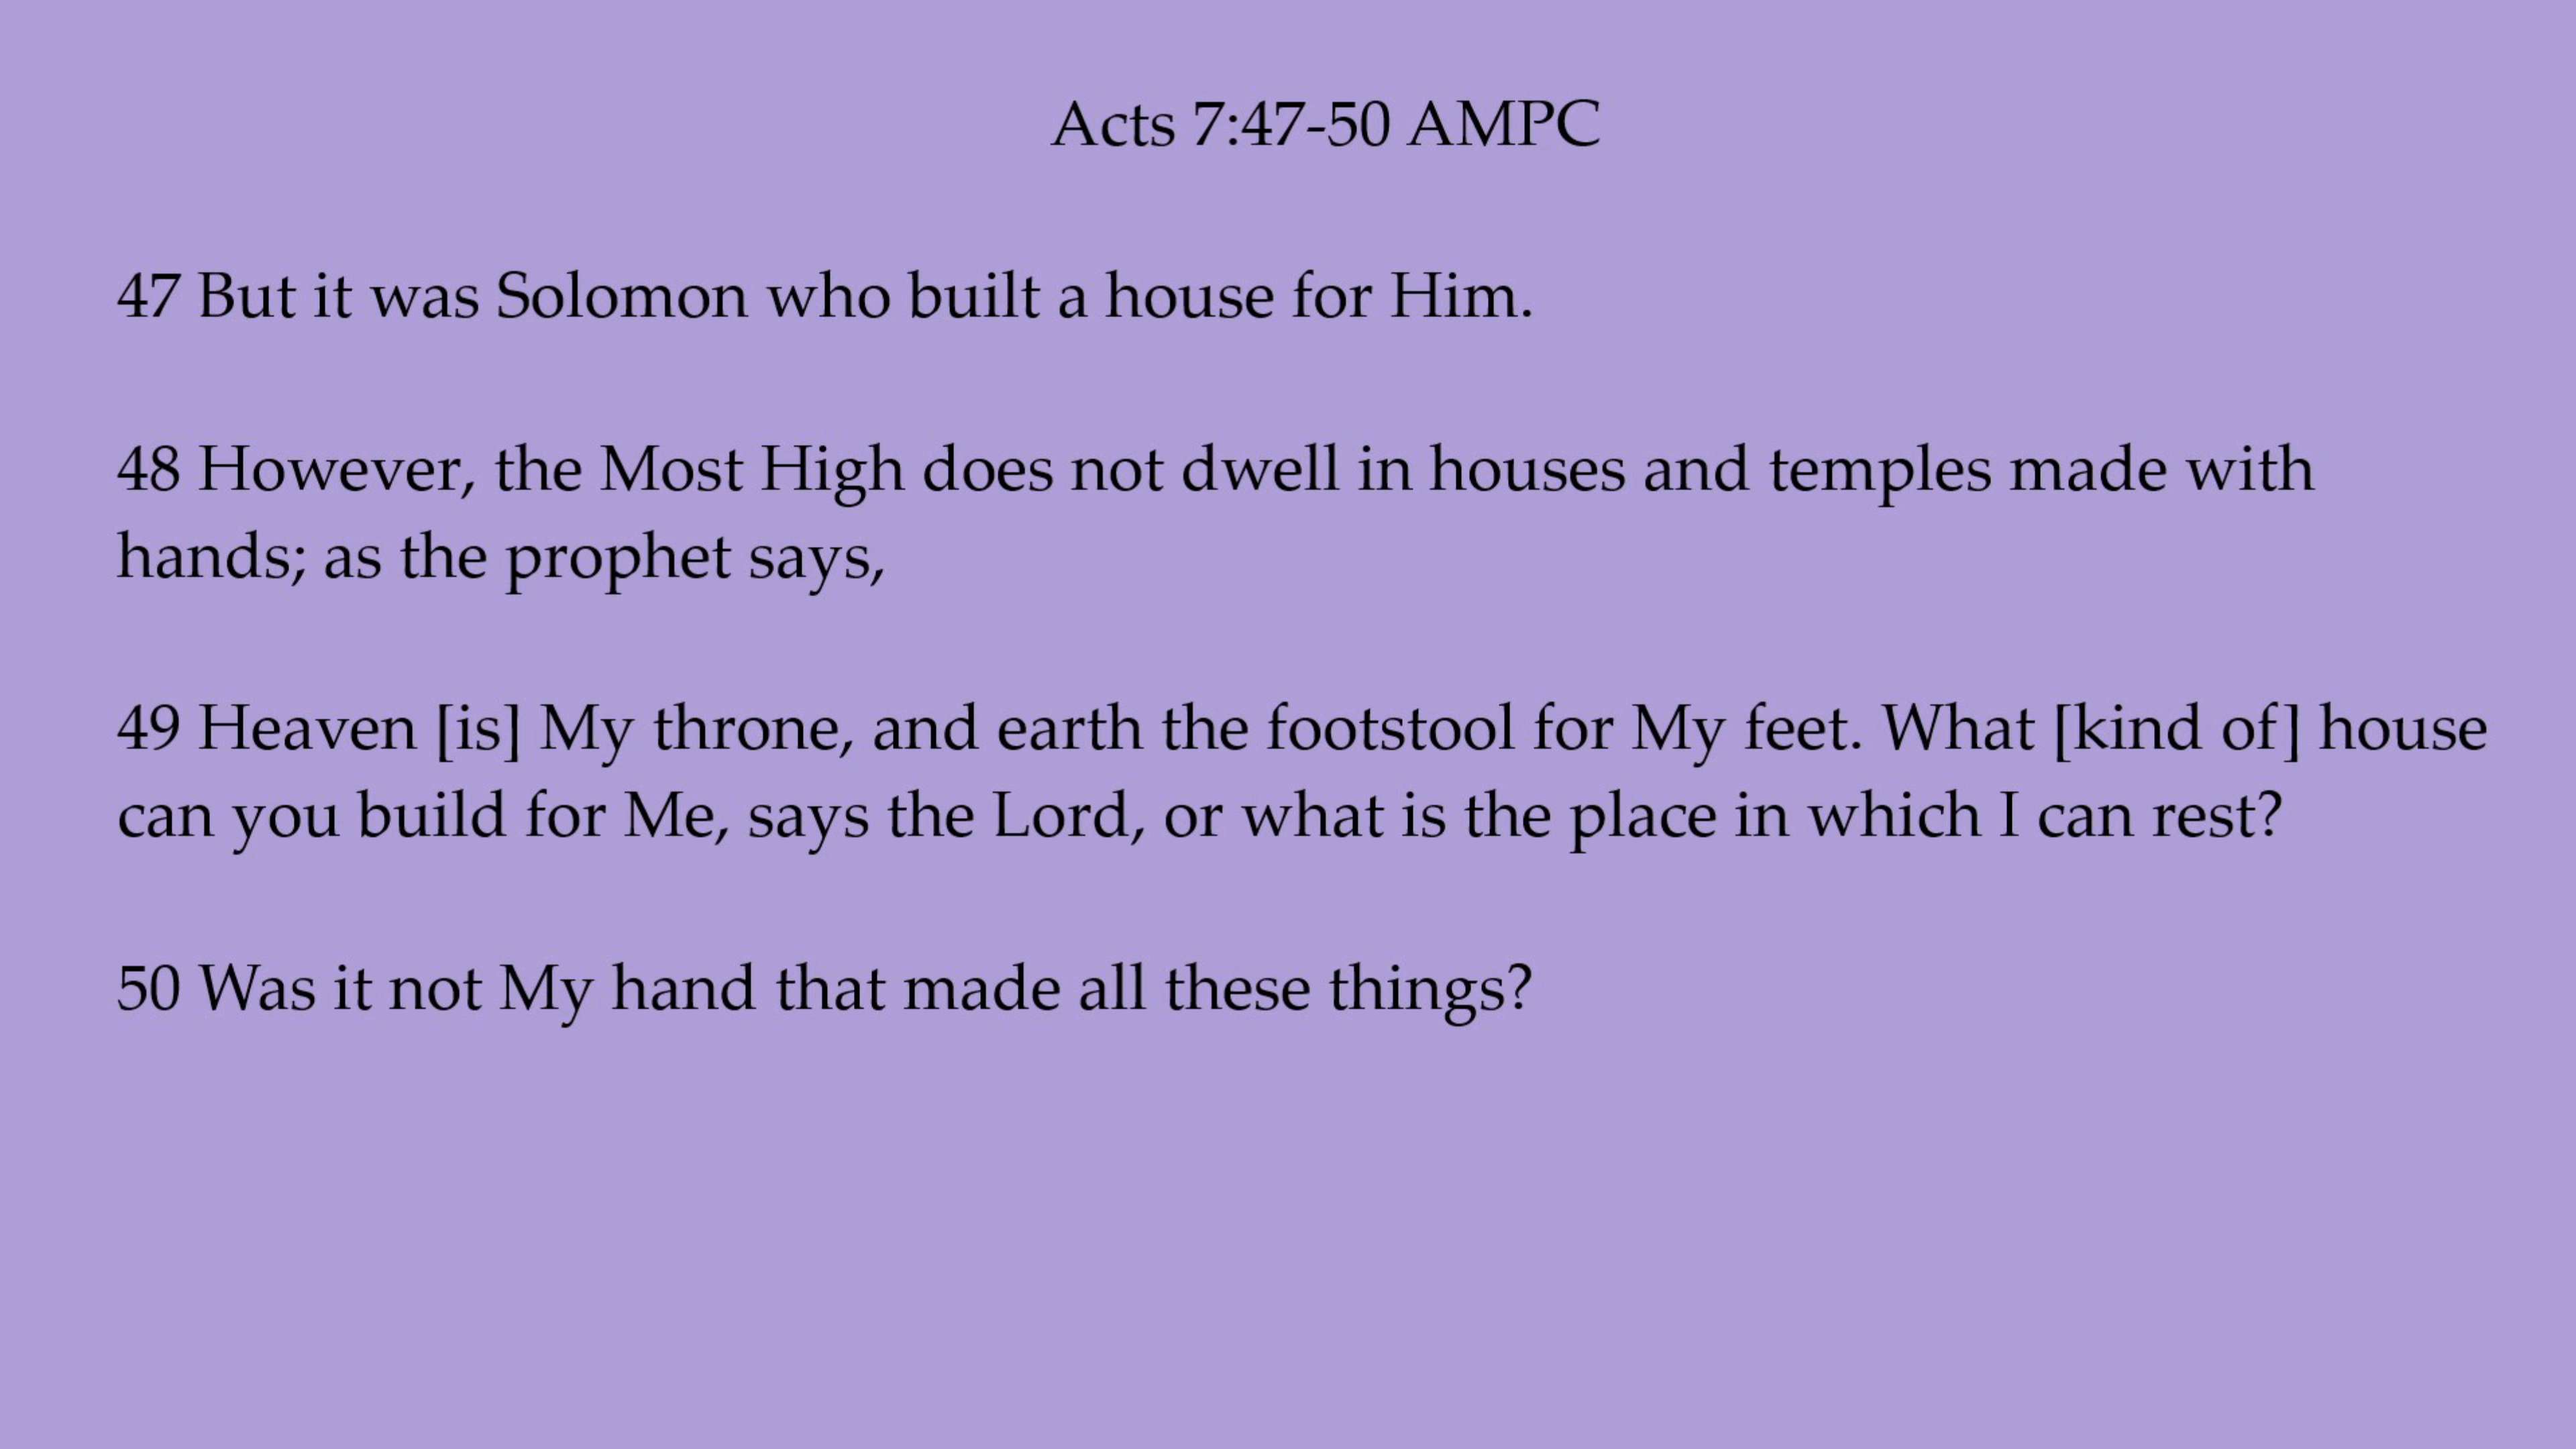 Acts 7:47-50 AMPC
47 But it was Solomon who built a house for Him.
48 However, the Most High does not dwell in houses and temples made with
hands; as the prophet says,
49 Heaven [is] My throne, and earth the footstool for My feet. What [kind of] house
can you build for Me, says the Lord, or what is the place in which I can rest?
50 Was it not My hand that made all these things?